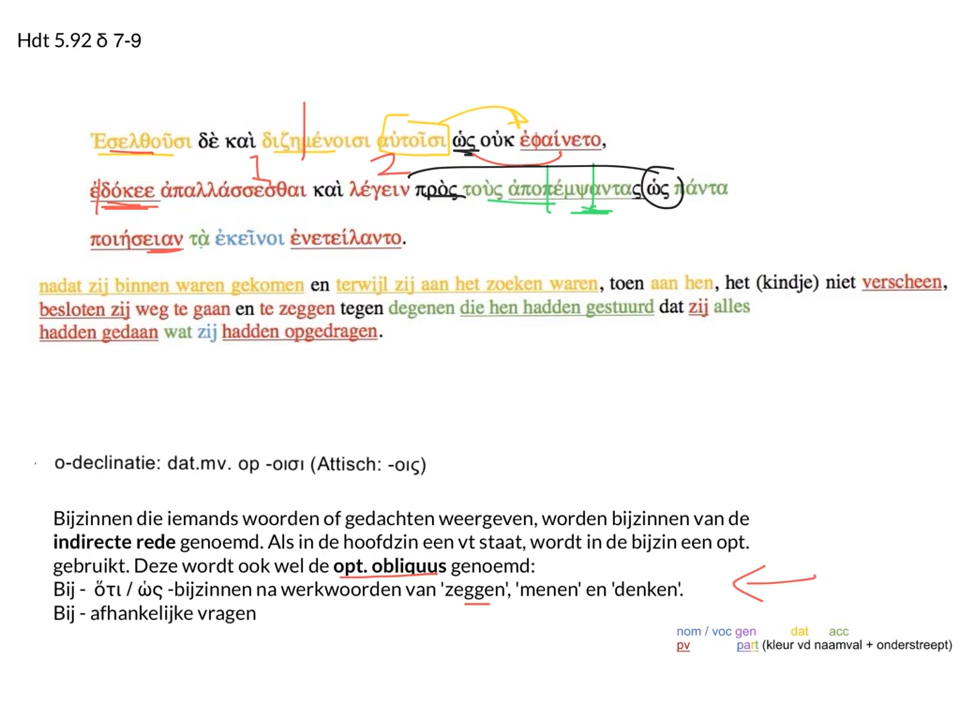 Hdt 5.92 δ 7-9
Ἐσελθοῦσι δὲ καὶ διζημένοισι αὐτοῖσι ὡς οὐκ ἐφαίνετο,
1 2
ἐδόκεε ἀπαλλάσσεσθαι καὶ λέγειν πρὸς τοὺς ἀποπέμψαντας ὡς πάντα
ποιήσειαν τὰ ἐκεῖνοι ἐνετείλαντο.
nadat zij binnen waren gekomen en terwijl zij aan het zoeken waren, toen aan hen, het (kindje) niet verscheen,
besloten zij weg te gaan en te zeggen tegen degenen die hen hadden gestuurd dat zij alles
hadden gedaan wat zij hadden opgedragen.
· o-declinatie: dat.mv. op -οισι (Attisch: -οις)
Bijzinnen die iemands woorden of gedachten weergeven, worden bijzinnen van de
indirecte rede genoemd. Als in de hoofdzin een vt staat, wordt in de bijzin een opt.
gebruikt. Deze wordt ook wel de opt. obliquus genoemd:
Bij - ὅτι / ὡς -bijzinnen na werkwoorden van 'zeggen', 'menen' en 'denken'.
Bij - afhankelijke vragen
nom / voc gen dat acc
pv part (kleur vd naamval + onderstreept)